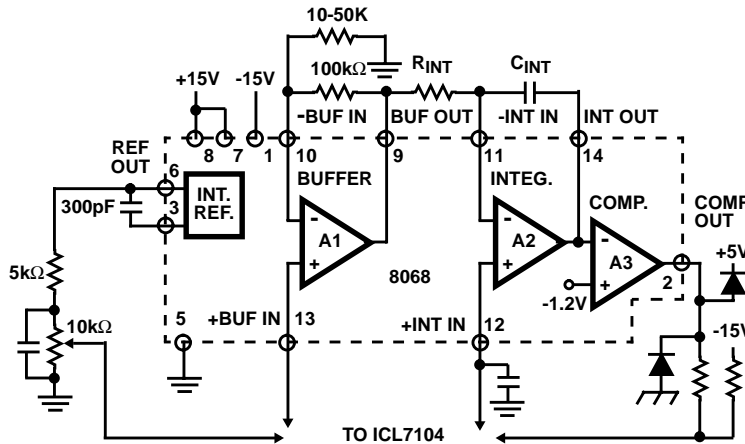 10-50K
+15V
-15V
100kΩ
RINT
CINT
-BUF IN
BUF OUT
-INT IN
INT OUT
REF
OUT
8
7
1
10
9
11
14
6
3
INT.
REF.
BUFFER
INTEG.
COMP.
COMP
OUT
300pF
-
A1
+
-
A2
+
-
A3
+
+5V
2
8068
-1.2V
5kΩ
-15V
5
+BUF IN
13
+INT IN
12
10kΩ
TO ICL7104